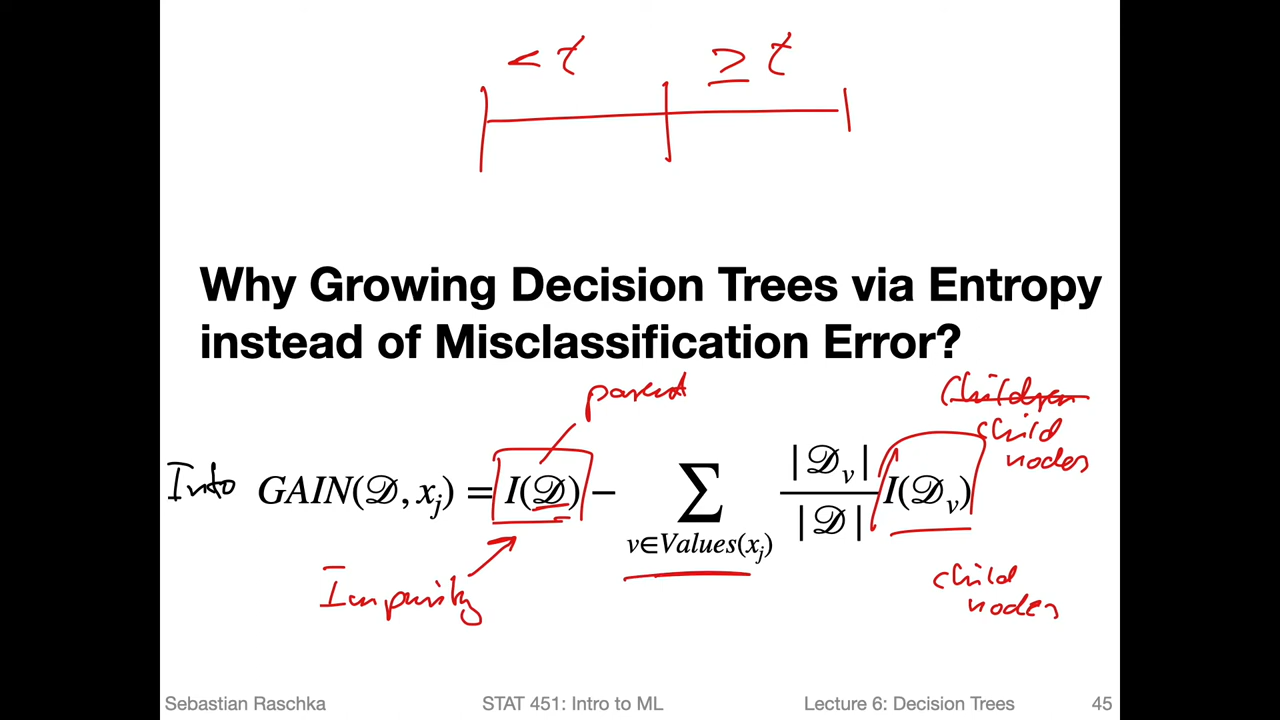 < t ≥ t
Why Growing Decision Trees via Entropy
instead of Misclassification Error?
parent
Children
child
nodes
Info GAIN(𝒟, xⱼ) = I(𝒟) − ∑ |𝒟ᵥ| / |𝒟| I(𝒟ᵥ)
v∈Values(xⱼ)
Impurity
child
nodes
Sebastian Raschka STAT 451: Intro to ML Lecture 6: Decision Trees 45